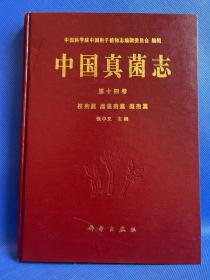 中国科学院中国孢子植物志编辑委员会 编辑
中国真菌志
第十四卷
枝孢属 黑星孢属 梨孢属
张中义 主编
科学出版社